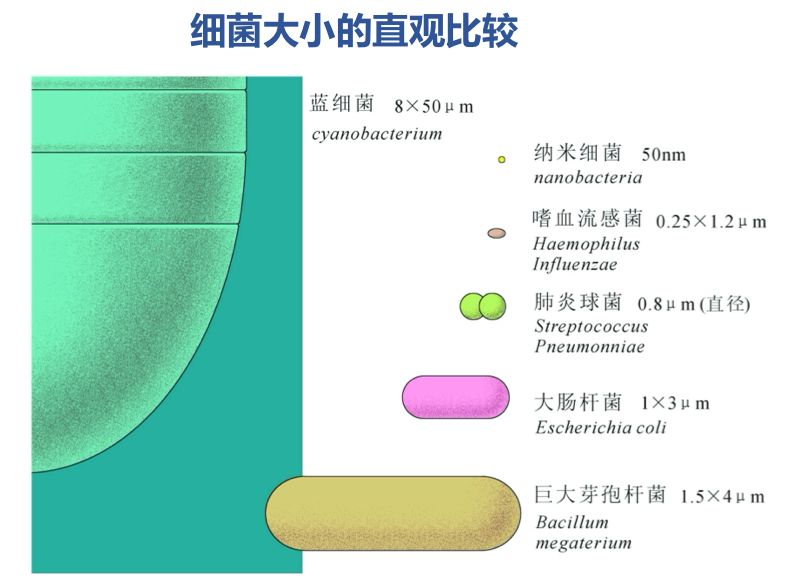 细菌大小的直观比较
蓝细菌 8×50μm
cyanobacterium
纳米细菌 50nm
nanobacteria
嗜血流感菌 0.25×1.2μm
Haemophilus
Influenzae
肺炎球菌 0.8μm(直径)
Streptococcus
Pneumonniae
大肠杆菌 1×3μm
Escherichia coli
巨大芽孢杆菌 1.5×4μm
Bacillum
megaterium